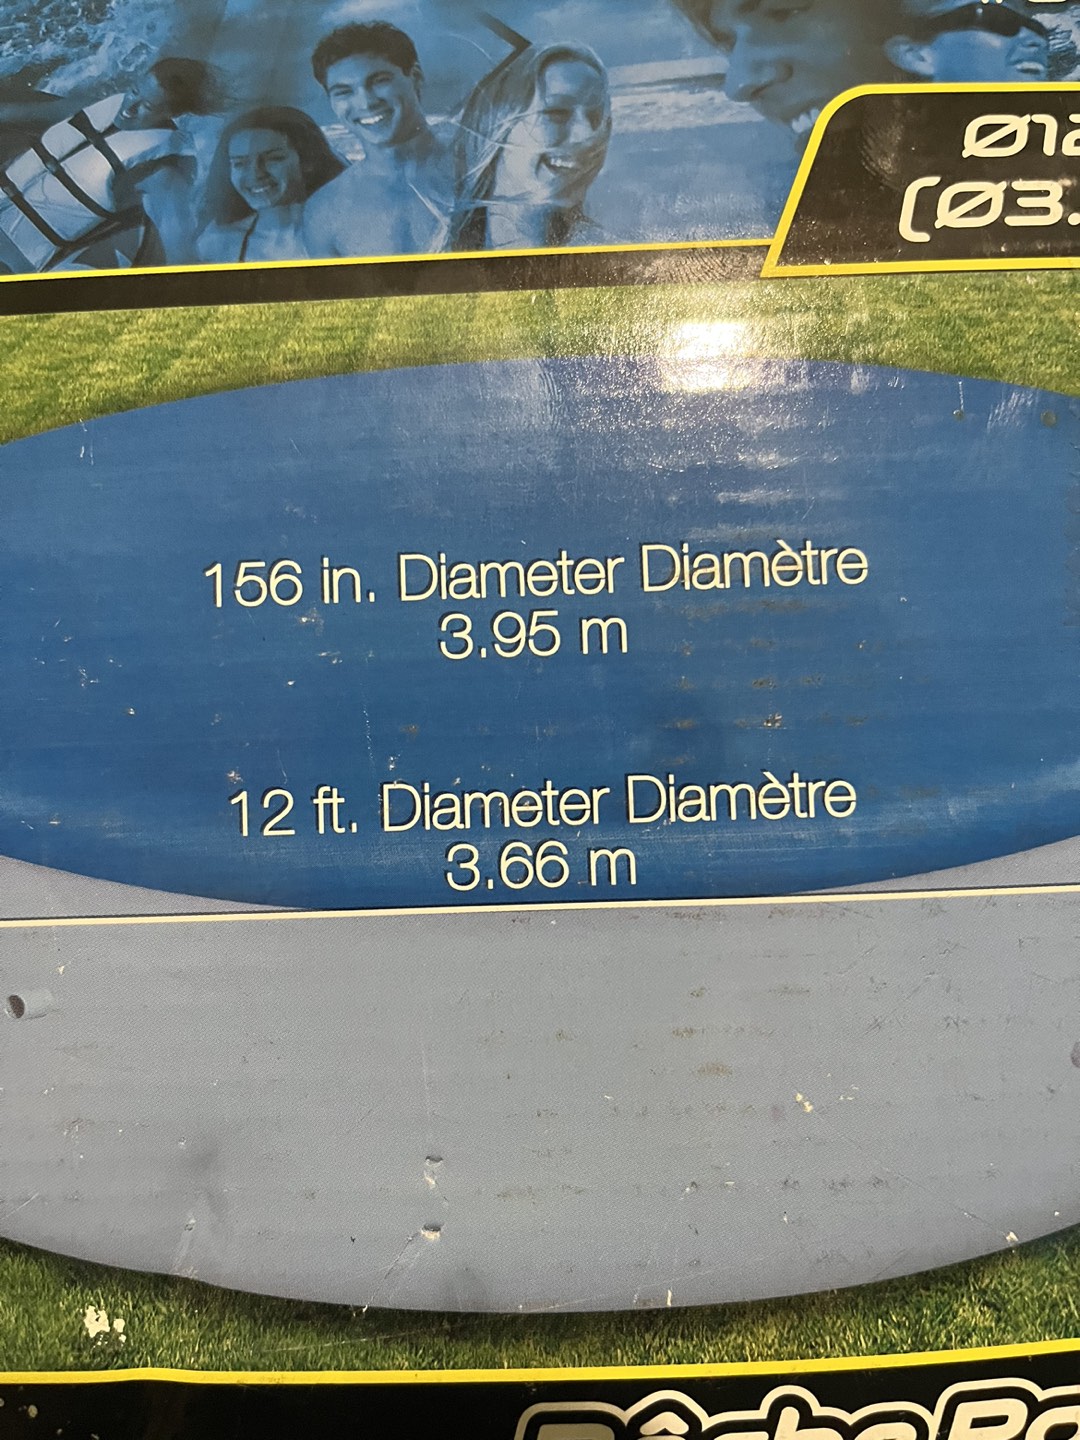 156 in. Diameter Diamètre
3.95 m
12 ft. Diameter Diamètre
3.66 m